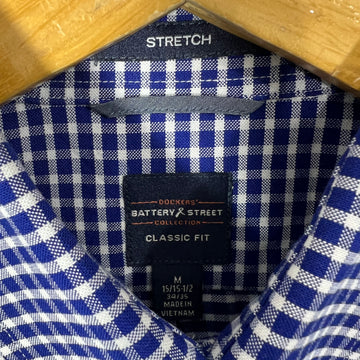 STRETCH
DOCKERS'
BATTERY STREET
COLLECTION
CLASSIC FIT
M
15/15-1/2
34/35
MADE IN
VIETNAM